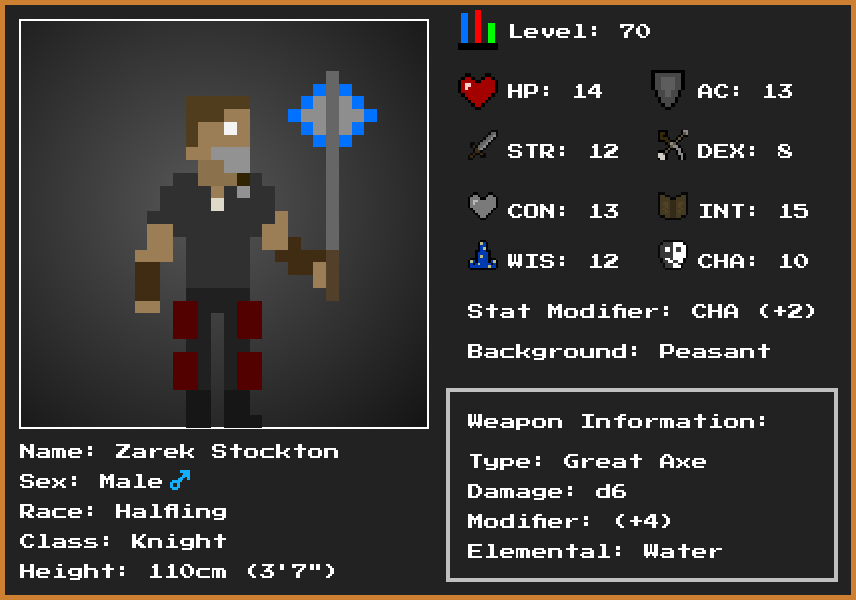 Level: 70
HP: 14
AC: 13
STR: 12
DEX: 8
CON: 13
INT: 15
WIS: 12
CHA: 10
Stat Modifier: CHA (+2)
Background: Peasant
Weapon Information:
Type: Great Axe
Damage: d6
Modifier: (+4)
Elemental: Water
Name: Zarek Stockton
Sex: Male ♂
Race: Halfling
Class: Knight
Height: 110cm (3'7")